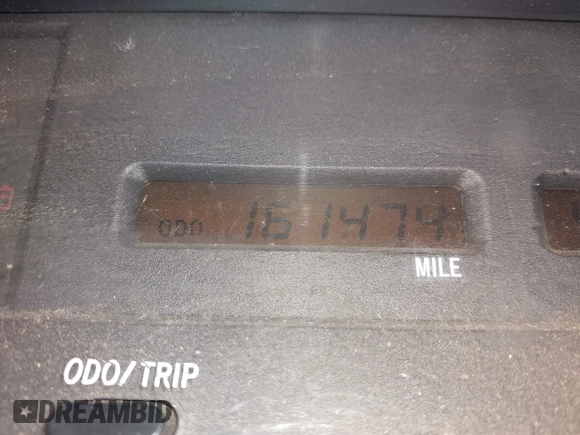 ODO 161474
MILE
ODO/TRIP
DREAMBID